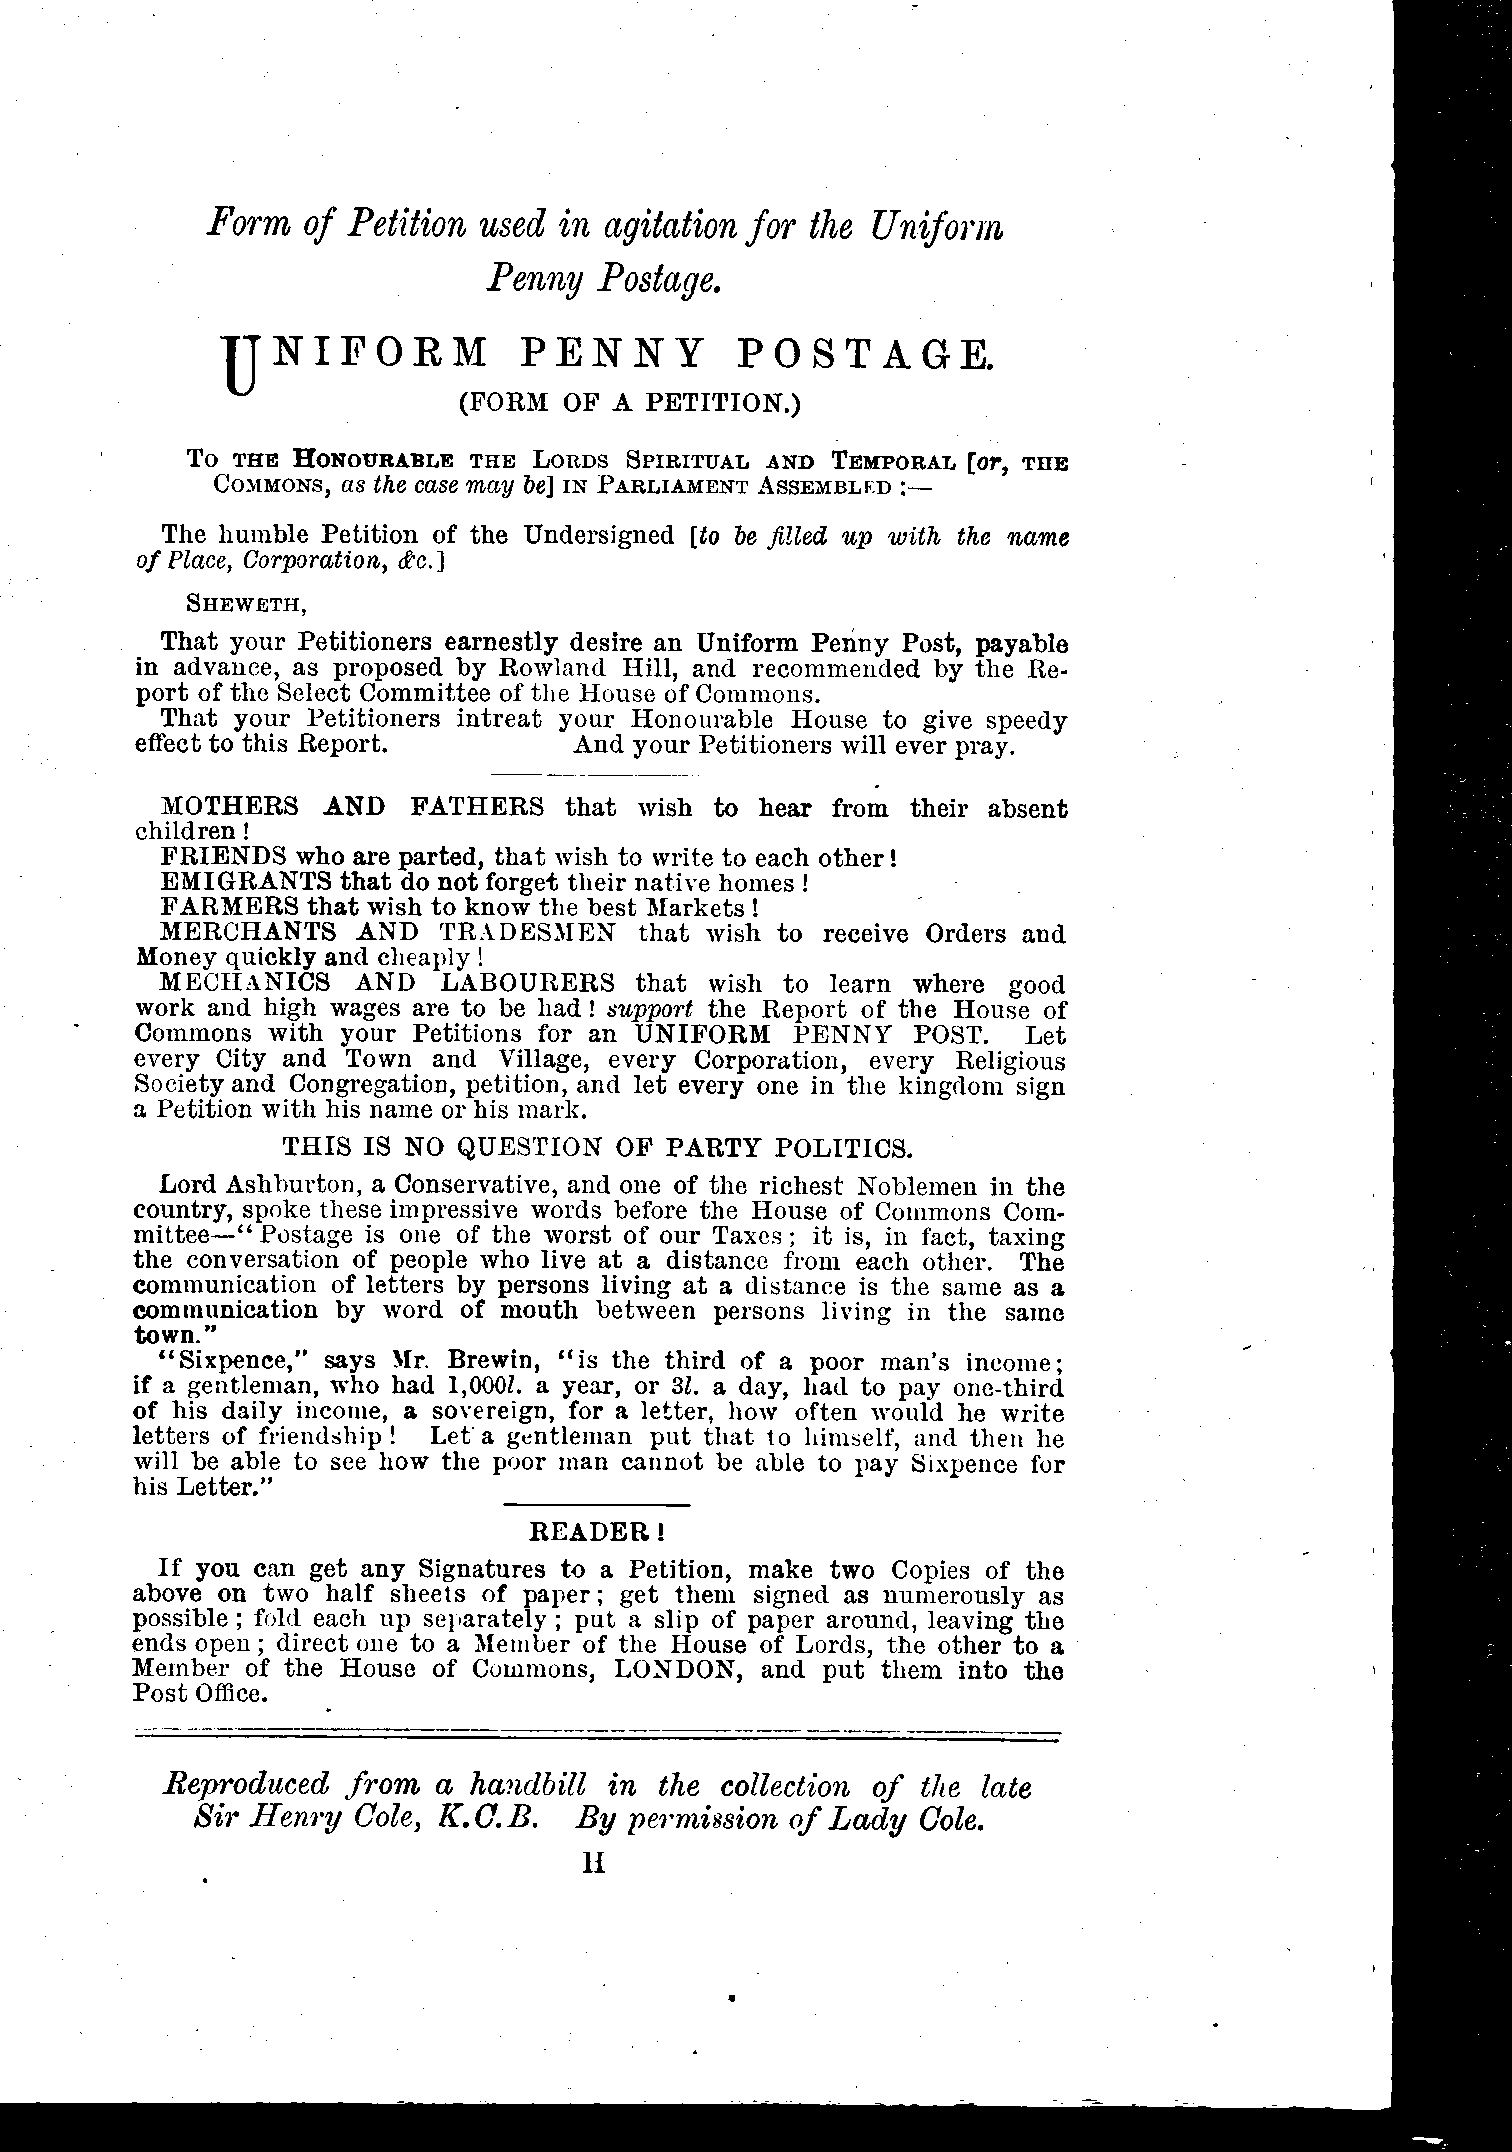 Form of Petition used in agitation for the Uniform
Penny Postage.
UNIFORM PENNY POSTAGE.
(FORM OF A PETITION.)
TO THE HONOURABLE THE LORDS SPIRITUAL AND TEMPORAL [or, THE
COMMONS, as the case may be] IN PARLIAMENT ASSEMBLED :—
The humble Petition of the Undersigned [to be filled up with the name
of Place, Corporation, &c.]
SHEWETH,
That your Petitioners earnestly desire an Uniform Penny Post, payable
in advance, as proposed by Rowland Hill, and recommended by the Re-
port of the Select Committee of the House of Commons.
That your Petitioners intreat your Honourable House to give speedy
effect to this Report. And your Petitioners will ever pray.
MOTHERS AND FATHERS that wish to hear from their absent
children !
FRIENDS who are parted, that wish to write to each other !
EMIGRANTS that do not forget their native homes !
FARMERS that wish to know the best Markets !
MERCHANTS AND TRADESMEN that wish to receive Orders and
Money quickly and cheaply !
MECHANICS AND LABOURERS that wish to learn where good
work and high wages are to be had ! support the Report of the House of
Commons with your Petitions for an UNIFORM PENNY POST. Let
every City and Town and Village, every Corporation, every Religious
Society and Congregation, petition, and let every one in the kingdom sign
a Petition with his name or his mark.
THIS IS NO QUESTION OF PARTY POLITICS.
Lord Ashburton, a Conservative, and one of the richest Noblemen in the
country, spoke these impressive words before the House of Commons Com-
mittee—“Postage is one of the worst of our Taxes ; it is, in fact, taxing
the conversation of people who live at a distance from each other. The
communication of letters by persons living at a distance is the same as a
communication by word of mouth between persons living in the same
town.”
“Sixpence,” says Mr. Brewin, “is the third of a poor man's income ;
if a gentleman, who had 1,000l. a year, or 3l. a day, had to pay one-third
of his daily income, a sovereign, for a letter, how often would he write
letters of friendship ! Let a gentleman put that to himself, and then he
will be able to see how the poor man cannot be able to pay Sixpence for
his Letter.”
READER !
If you can get any Signatures to a Petition, make two Copies of the
above on two half sheets of paper ; get them signed as numerously as
possible ; fold each up separately ; put a slip of paper around, leaving the
ends open ; direct one to a Member of the House of Lords, the other to a
Member of the House of Commons, LONDON, and put them into the
Post Office.
Reproduced from a handbill in the collection of the late
Sir Henry Cole, K.C.B. By permission of Lady Cole.
H